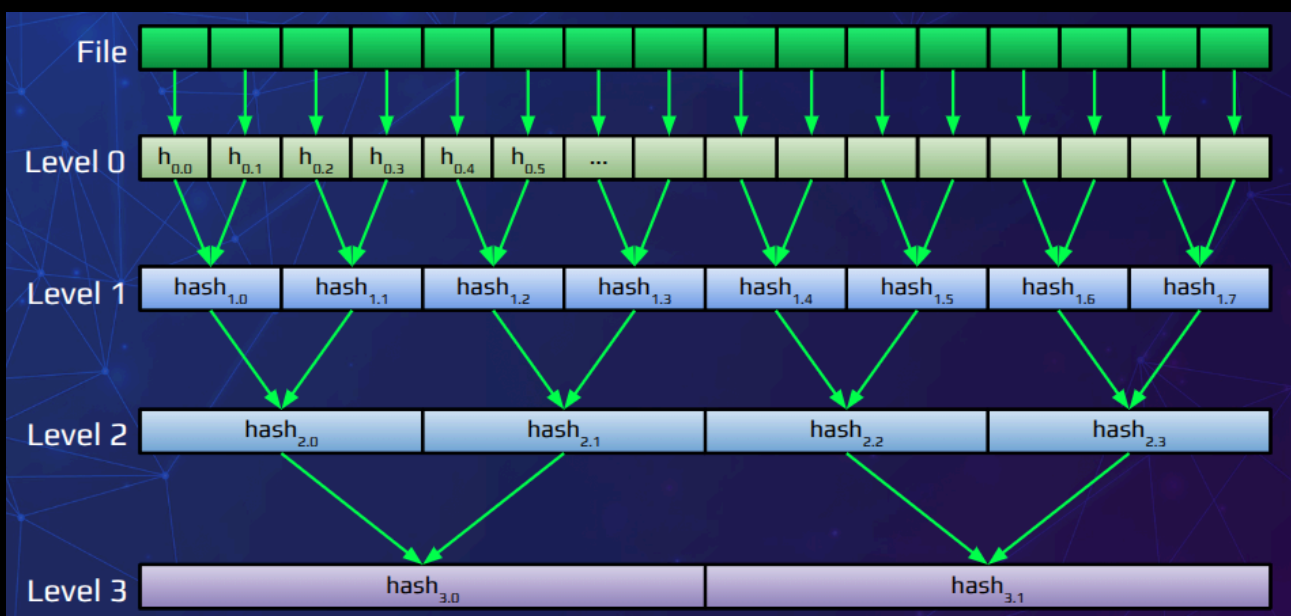 File
Level 0 h0.0 h0.1 h0.2 h0.3 h0.4 h0.5 ...
Level 1 hash1.0 hash1.1 hash1.2 hash1.3 hash1.4 hash1.5 hash1.6 hash1.7
Level 2 hash2.0 hash2.1 hash2.2 hash2.3
Level 3 hash3.0 hash3.1